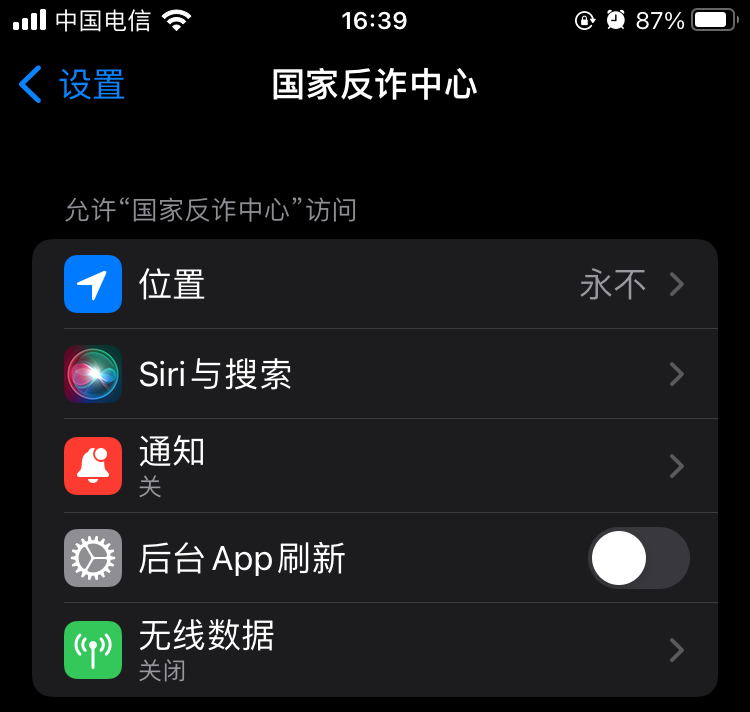 中国电信 16:39 87%
设置 国家反诈中心
允许“国家反诈中心”访问
位置 永不
Siri与搜索
通知
关
后台App刷新
无线数据
关闭